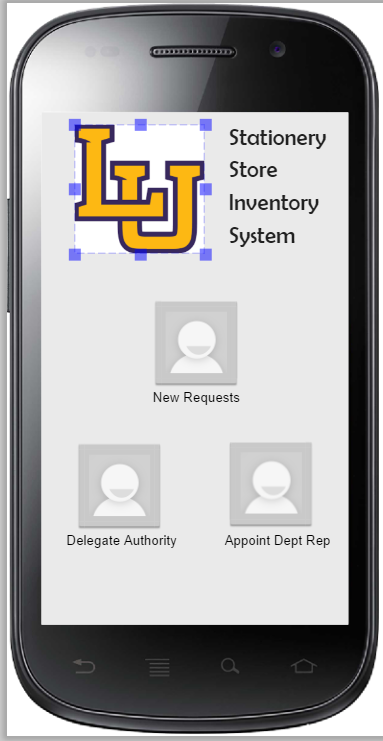 LU
Stationery
Store
Inventory
System
New Requests
Delegate Authority
Appoint Dept Rep